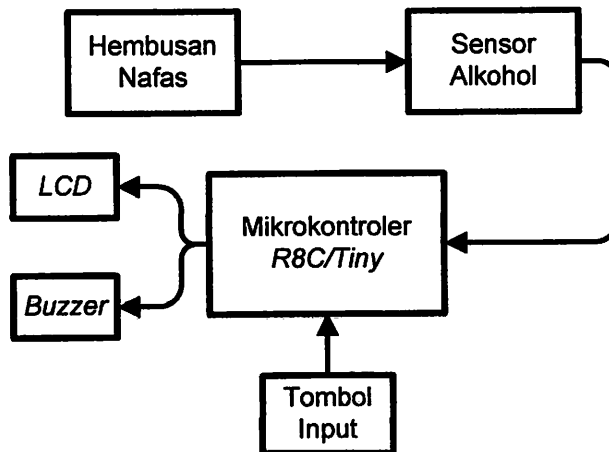 Hembusan
Nafas
Sensor
Alkohol
LCD
Mikrokontroler
R8C/Tiny
Buzzer
Tombol
Input